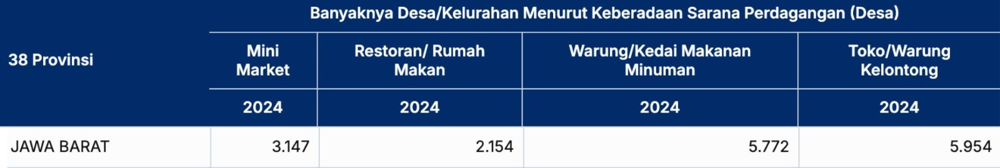 Banyaknya Desa/Kelurahan Menurut Keberadaan Sarana Perdagangan (Desa)
38 Provinsi
Mini
Market
Restoran/ Rumah
Makan
Warung/Kedai Makanan
Minuman
Toko/Warung
Kelontong
2024 2024 2024 2024
JAWA BARAT 3.147 2.154 5.772 5.954